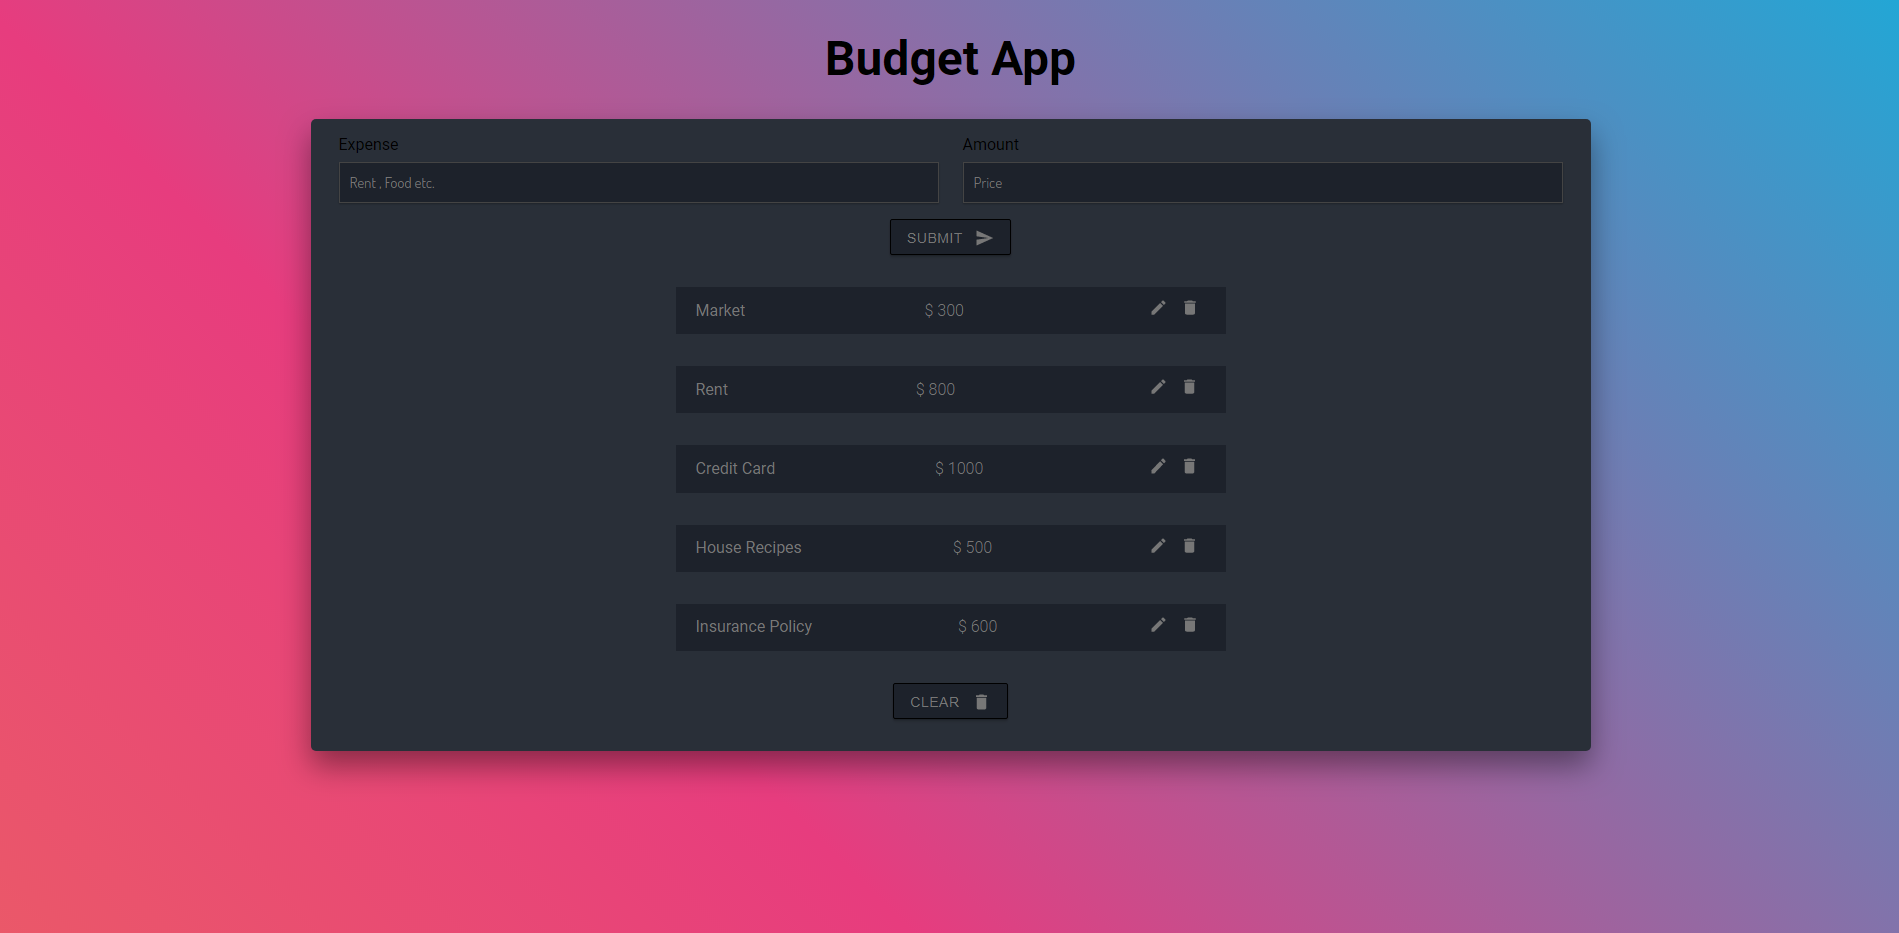 Budget App
Expense Amount
Rent , Food etc. Price
SUBMIT
Market $ 300
Rent $ 800
Credit Card $ 1000
House Recipes $ 500
Insurance Policy $ 600
CLEAR